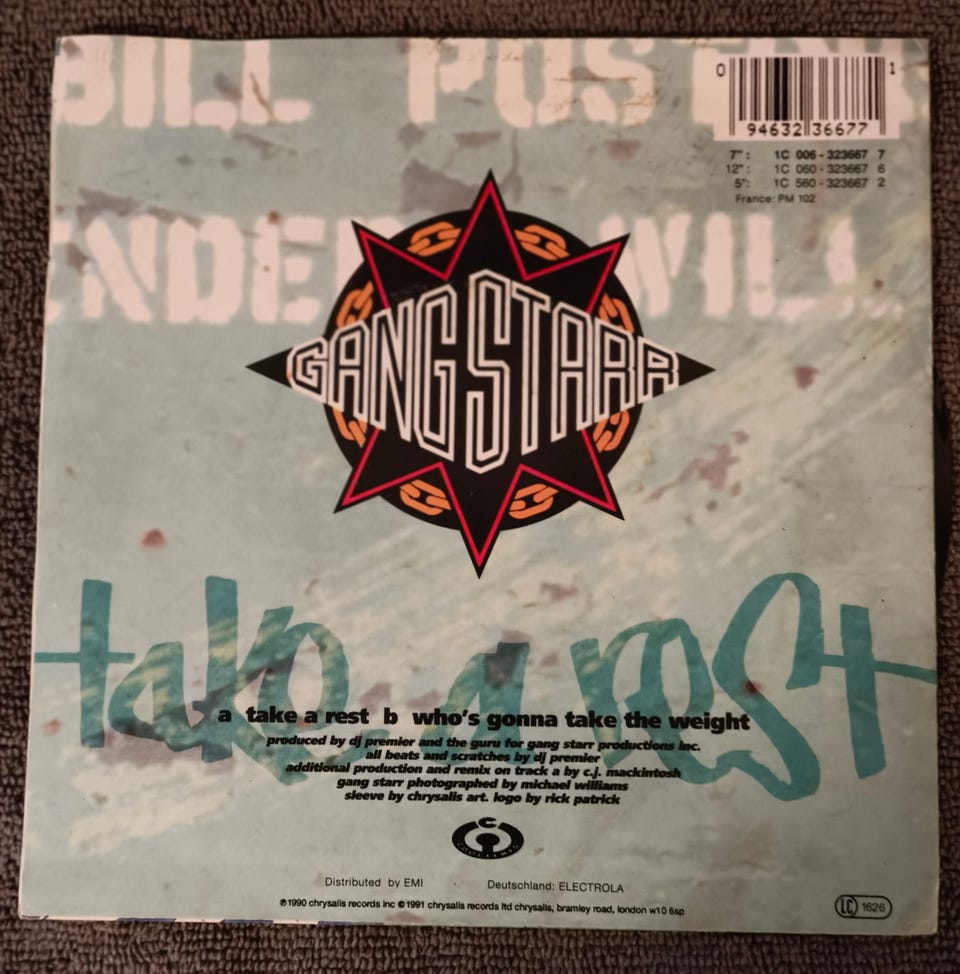 BILL POSTIN
0 1
94632 36677
7": 1C 006-323667 7
12": 1C 060-323667 6
5": 1C 560-323667 2
France: PM 102
NDE WILL
GANG STARR
take a rest
a take a rest b who's gonna take the weight
produced by dj premier and the guru for gang starr productions inc.
all beats and scratches by dj premier
additional production and remix on track a by c.j. mackintosh
gang starr photographed by michael williams
sleeve by chrysalis art. logo by rick patrick
COOLTEMPO
Distributed by EMI Deutschland: ELECTROLA
℗1990 chrysalis records inc ©1991 chrysalis records ltd chrysalis, bramley road, london w10 6sp
LC 1626